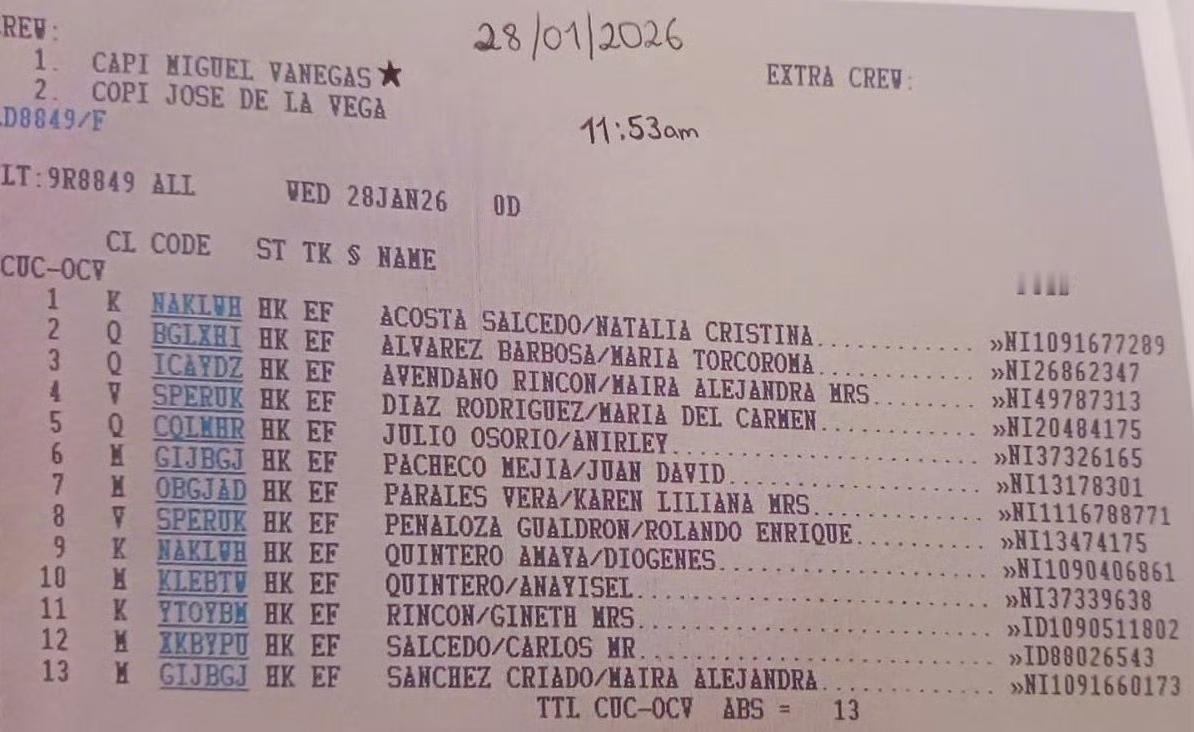 REW:
28/01/2026
1. CAPI MIGUEL VANEGAS★
EXTRA CREW:
2. COPI JOSE DE LA VEGA
D8849/F
11:53am
LT:9R8849 ALL WED 28JAN26 0D
CL CODE ST TK $ NAME
CUC-OCV
1 K NAKLWH HK EF ACOSTA SALCEDO/NATALIA CRISTINA............ »NI1091677289
2 Q BGLXHI HK EF ALVAREZ BARBOSA/MARIA TORCOROMA............ »NI26862347
3 Q ICAYDZ HK EF AVENDANO RINCON/MAIRA ALEJANDRA MRS........ »NI49787313
4 V SPERUK HK EF DIAZ RODRIGUEZ/MARIA DEL CARMEN............ »NI20484175
5 Q CQLMHR HK EF JULIO OSORIO/ANIRLEY........................ »NI37326165
6 M GIJBGJ HK EF PACHECO MEJIA/JUAN DAVID.................... »NI13178301
7 M OBGJAD HK EF PARALES VERA/KAREN LILIANA MRS............. »NI1116788771
8 V SPERUK HK EF PENALOZA GUALDRON/ROLANDO ENRIQUE.......... »NI13474175
9 K NAKLWH HK EF QUINTERO AMAYA/DIOGENES..................... »NI1090406861
10 M KLEBTW HK EF QUINTERO/ANAYISEL.......................... »NI37339638
11 K YTOYBM HK EF RINCON/GINETH MRS.......................... »ID1090511802
12 M XKBYPU HK EF SALCEDO/CARLOS MR.......................... »ID88026543
13 M GIJBGJ HK EF SANCHEZ CRIADO/MAIRA ALEJANDRA............ »NI1091660173
TTL CUC-OCV ABS = 13